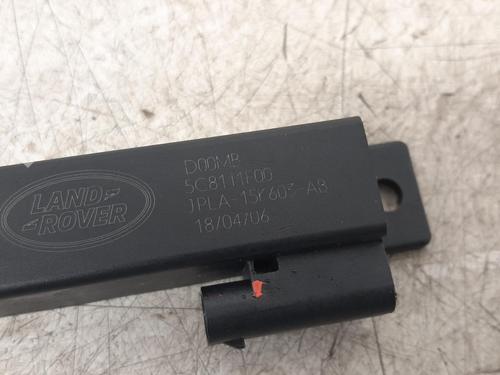 LAND
ROVER
D00MB
5C8111F00
JPLA-15K603-AB
18/04/06